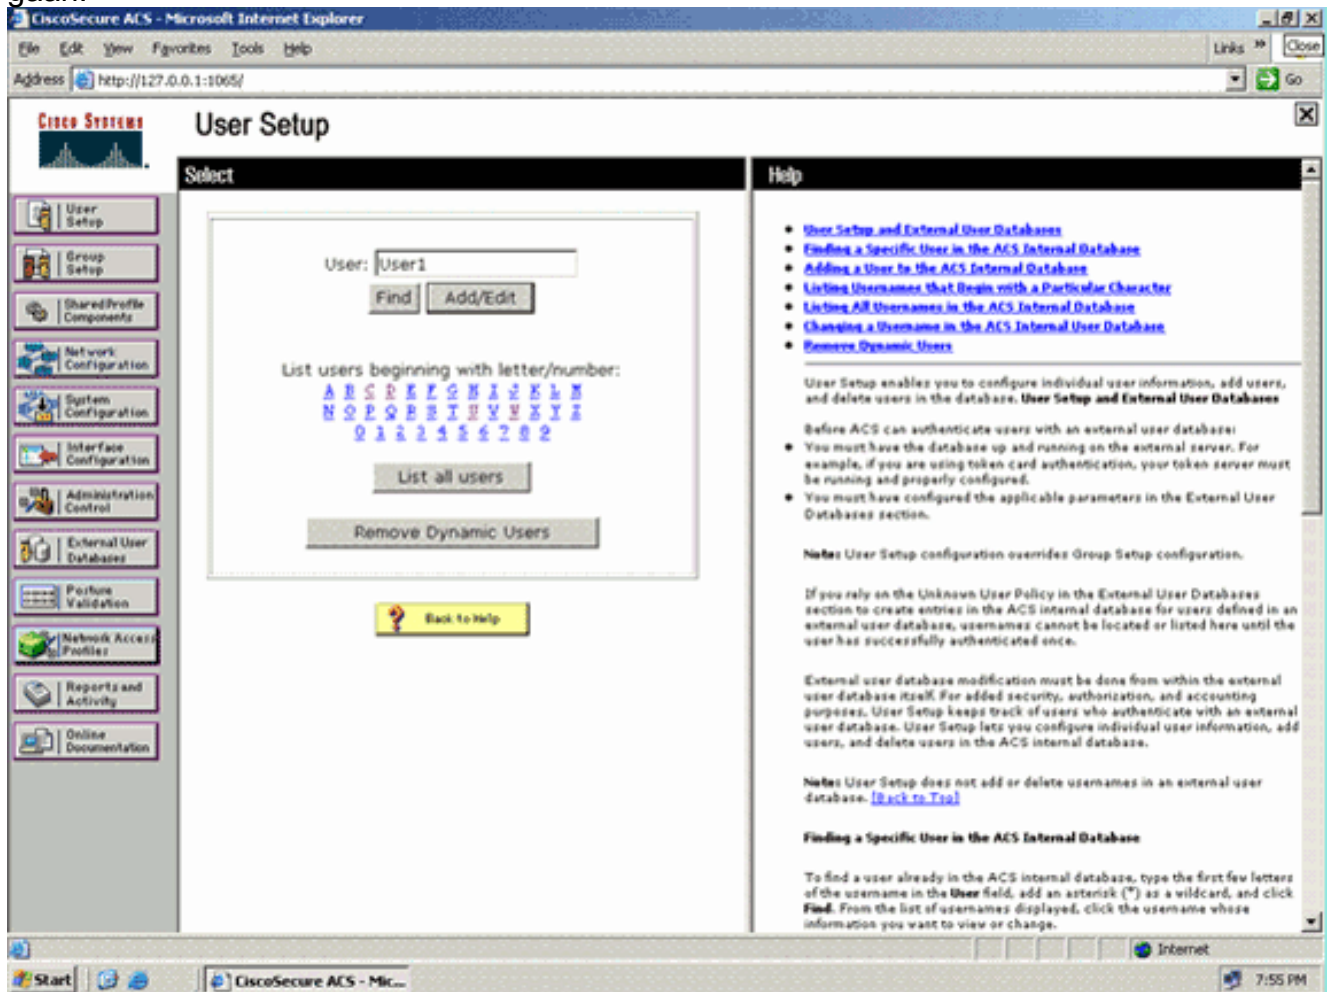 gaan.
CiscoSecure ACS - Microsoft Internet Explorer
File Edit View Favorites Tools Help
Links »
Close
Address http://127.0.0.1:1065/
Go
CISCO SYSTEMS
User Setup
Select
User Setup
Group Setup
Shared Profile Components
Network Configuration
System Configuration
Interface Configuration
Administration Control
External User Databases
Posture Validation
Network Access Profiles
Reports and Activity
Online Documentation
User: User1
Find Add/Edit
List users beginning with letter/number:
A B C D E F G H I J K L M
N O P Q R S T U V W X Y Z
0 1 2 3 4 5 6 7 8 9
List all users
Remove Dynamic Users
Back to Help
Help
User Setup and External User Databases
Finding a Specific User in the ACS Internal Database
Adding a User to the ACS Internal Database
Listing Usernames that Begin with a Particular Character
Listing All Usernames in the ACS Internal Database
Changing a Username in the ACS Internal User Database
Remove Dynamic Users
User Setup enables you to configure individual user information, add users,
and delete users in the database. User Setup and External User Databases
Before ACS can authenticate users with an external user database:
You must have the database up and running on the external server. For
example, if you are using token card authentication, your token server must
be running and properly configured.
You must have configured the applicable parameters in the External User
Databases section.
Note: User Setup configuration overrides Group Setup configuration.
If you rely on the Unknown User Policy in the External User Databases
section to create entries in the ACS internal database for users defined in an
external user database, usernames cannot be located or listed here until the
user has successfully authenticated once.
External user database modification must be done from within the external
user database itself. For added security, authorization, and accounting
purposes, User Setup keeps track of users who authenticate with an external
user database. User Setup lets you configure individual user information, add
users, and delete users in the ACS internal database.
Note: User Setup does not add or delete usernames in an external user
database. [Back to Top]
Finding a Specific User in the ACS Internal Database
To find a user already in the ACS internal database, type the first few letters
of the username in the User field, add an asterisk (*) as a wildcard, and click
Find. From the list of usernames displayed, click the username whose
information you want to view or change.
Internet
Start
CiscoSecure ACS - Mic...
7:55 PM